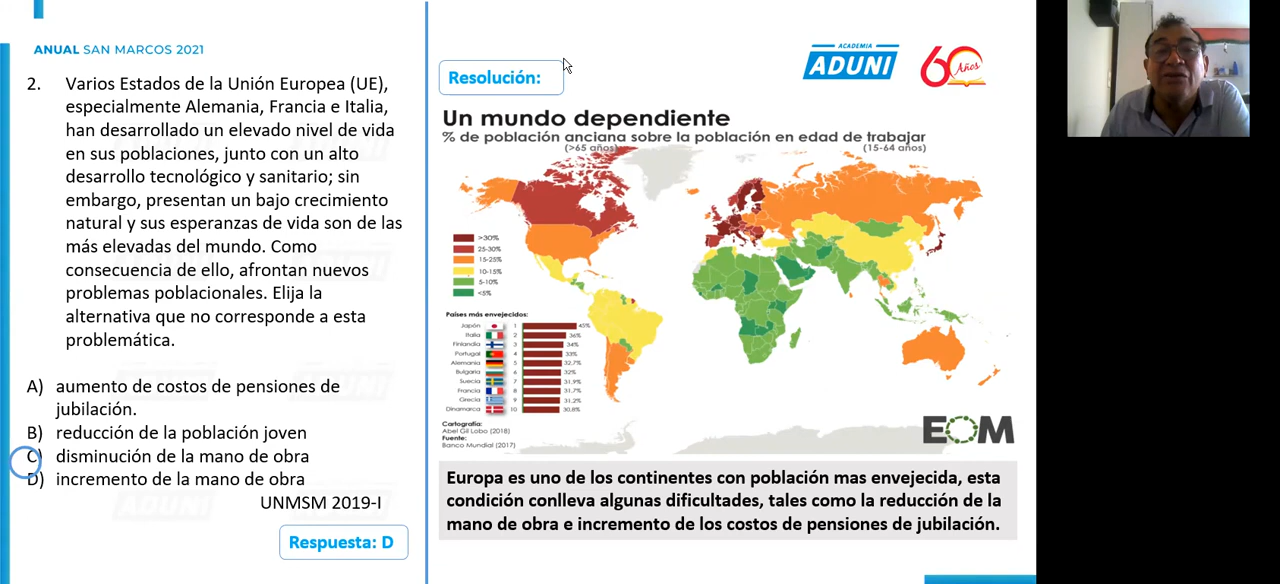 ANUAL SAN MARCOS 2021
2. Varios Estados de la Unión Europea (UE),
especialmente Alemania, Francia e Italia,
han desarrollado un elevado nivel de vida
en sus poblaciones, junto con un alto
desarrollo tecnológico y sanitario; sin
embargo, presentan un bajo crecimiento
natural y sus esperanzas de vida son de las
más elevadas del mundo. Como
consecuencia de ello, afrontan nuevos
problemas poblacionales. Elija la
alternativa que no corresponde a esta
problemática.
A) aumento de costos de pensiones de
jubilación.
B) reducción de la población joven
C) disminución de la mano de obra
D) incremento de la mano de obra
UNMSM 2019-I
Respuesta: D
Resolución:
ACADEMIA
ADUNI
60 Años
Un mundo dependiente
% de población anciana sobre la población en edad de trabajar
(>65 años) (15-64 años)
>30%
25-30%
15-25%
10-15%
5-10%
<5%
Países más envejecidos:
Japón 1 45%
Italia 2 36%
Finlandia 3 34%
Portugal 4 33%
Alemania 5 32,7%
Bulgaria 6 32%
Suecia 7 31,9%
Francia 8 31,7%
Grecia 9 31,2%
Dinamarca 10 30,8%
Cartografía:
Abel Gil Lobo (2018)
Fuente:
Banco Mundial (2017)
EOM
Europa es uno de los continentes con población mas envejecida, esta
condición conlleva algunas dificultades, tales como la reducción de la
mano de obra e incremento de los costos de pensiones de jubilación.